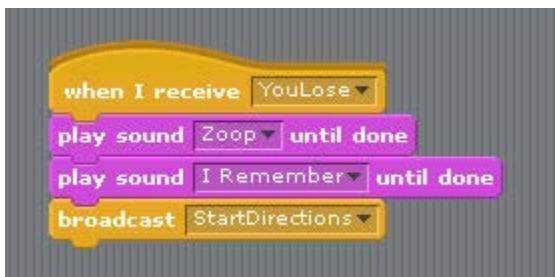 when I receive YouLose
play sound Zoop until done
play sound I Remember until done
broadcast StartDirections